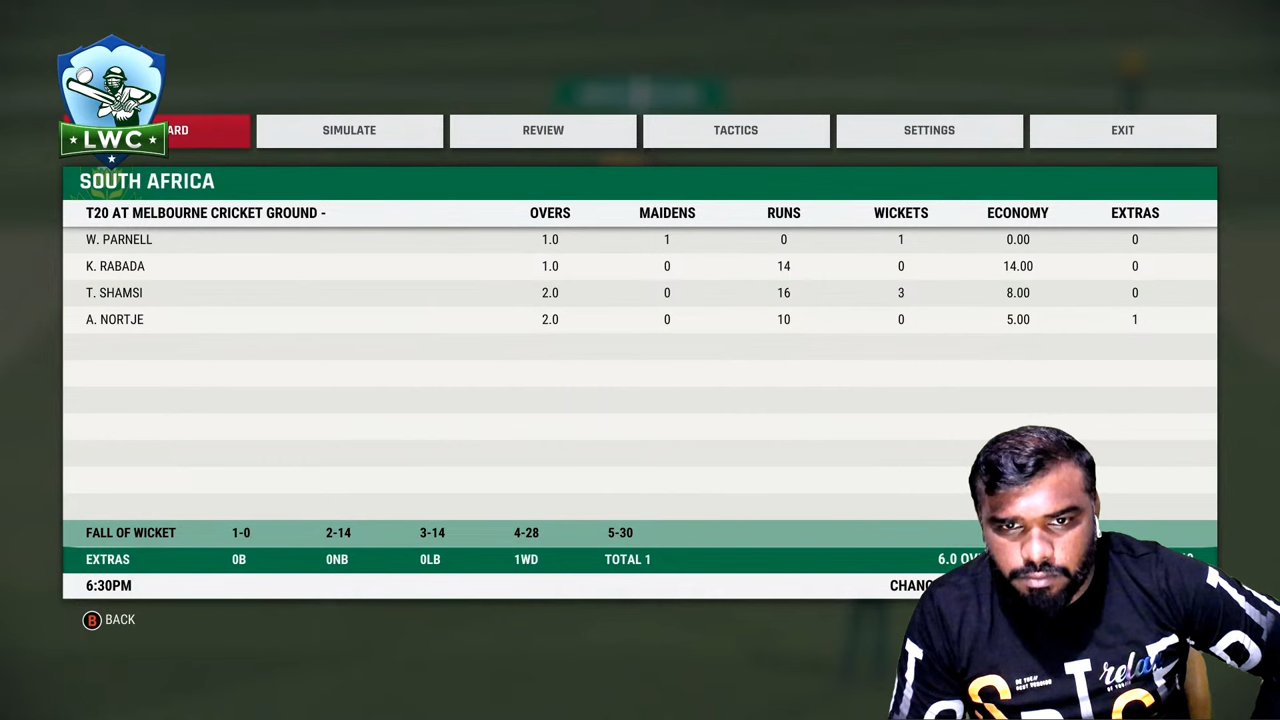 ARD SIMULATE REVIEW TACTICS SETTINGS EXIT
★ LWC ★
SOUTH AFRICA
T20 AT MELBOURNE CRICKET GROUND - OVERS MAIDENS RUNS WICKETS ECONOMY EXTRAS
W. PARNELL 1.0 1 0 1 0.00 0
K. RABADA 1.0 0 14 0 14.00 0
T. SHAMSI 2.0 0 16 3 8.00 0
A. NORTJE 2.0 0 10 0 5.00 1
FALL OF WICKET 1-0 2-14 3-14 4-28 5-30
EXTRAS 0B 0NB 0LB 1WD TOTAL 1 6.0
6:30PM
B BACK